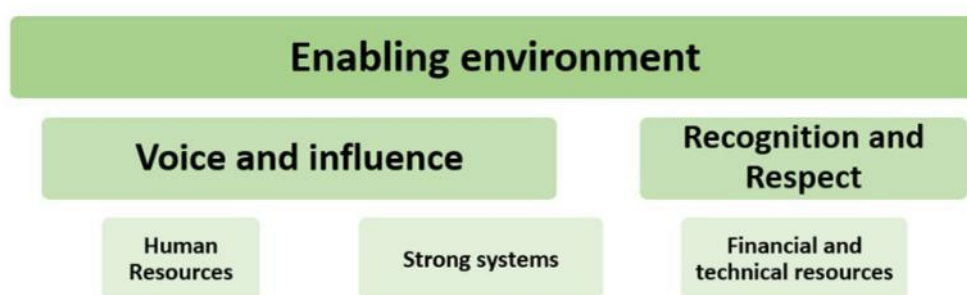 Enabling environment
Voice and influence
Recognition and
Respect
Human
Resources
Strong systems
Financial and
technical resources